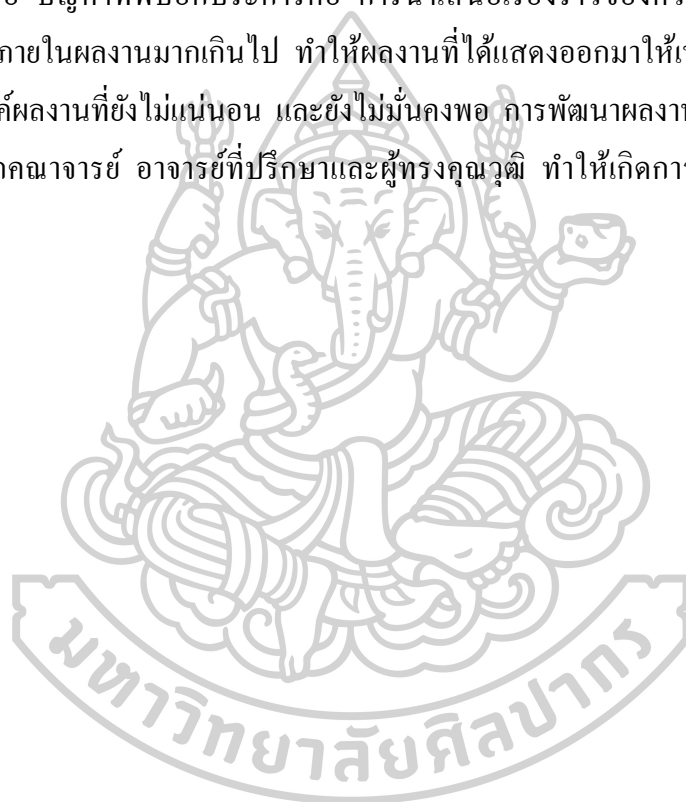 ปัญหาที่พบอีกประการคือ การนำเสนอเรื่องราวของ
ภายในผลงานมากเกินไป ทำให้ผลงานที่ได้แสดงออกมาให้
ผลงานที่ยังไม่แน่นอน และยังไม่มั่นคงพอ การพัฒนาผลงาน
คณาจารย์ อาจารย์ที่ปรึกษาและผู้ทรงคุณวุฒิ ทำให้เกิดการ
มหาวิทยาลัยศิลปากร